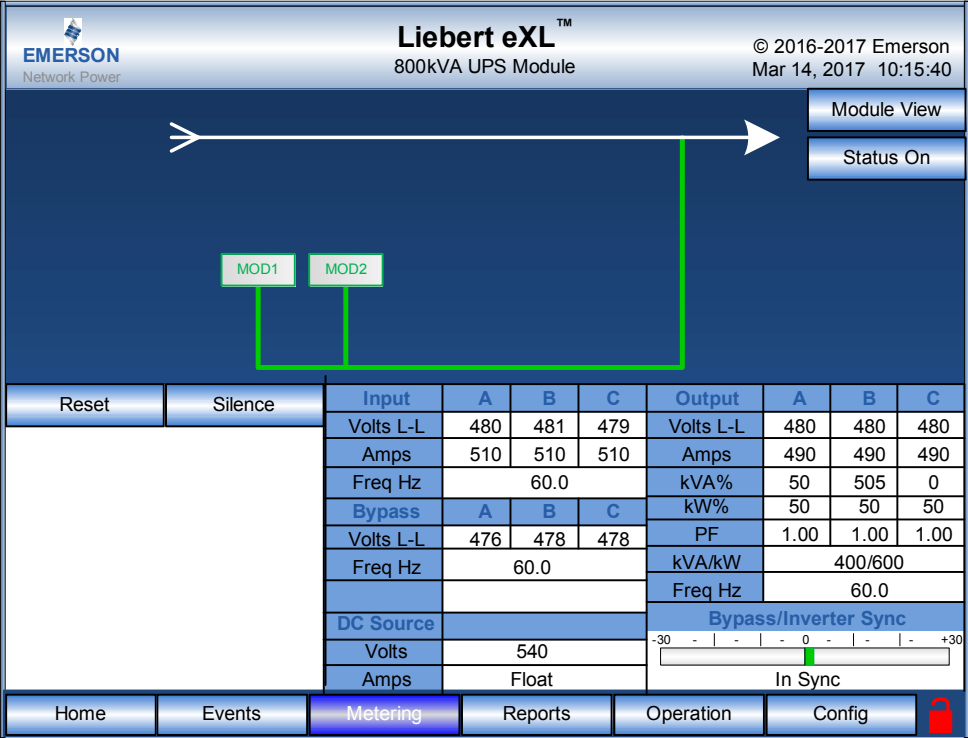 EMERSON
Network Power
Liebert eXL™
800kVA UPS Module
© 2016-2017 Emerson
Mar 14, 2017 10:15:40
Module View
Status On
MOD1 MOD2
Reset Silence
Input A B C
Volts L-L 480 481 479
Amps 510 510 510
Freq Hz 60.0
Bypass A B C
Volts L-L 476 478 478
Freq Hz 60.0
DC Source
Volts 540
Amps Float
Output A B C
Volts L-L 480 480 480
Amps 490 490 490
kVA% 50 505 0
kW% 50 50 50
PF 1.00 1.00 1.00
kVA/kW 400/600
Freq Hz 60.0
Bypass/Inverter Sync
-30 - | - | - 0 - | - | - +30
In Sync
Home Events Metering Reports Operation Config